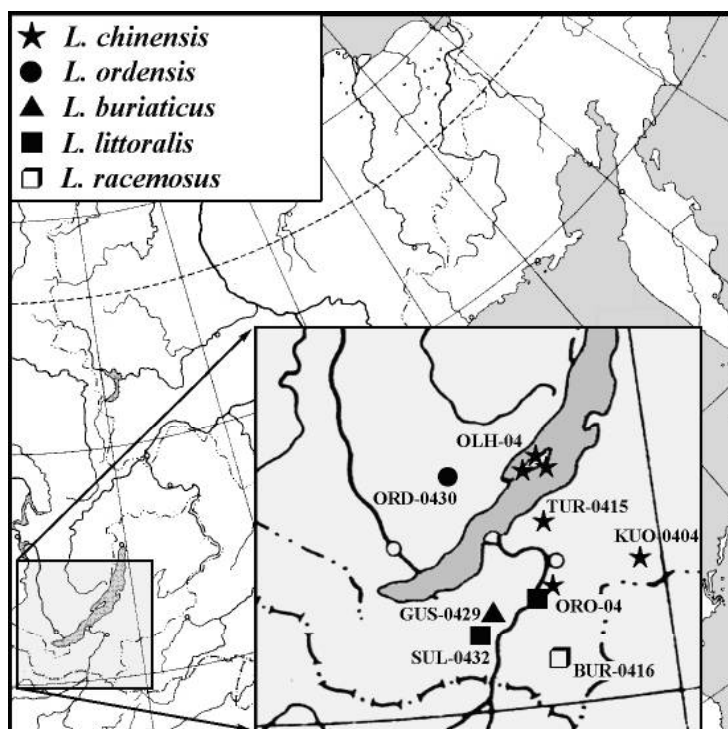 L. chinensis
L. ordensis
L. buriaticus
L. littoralis
L. racemosus
OLH-04
ORD-0430
TUR-0415
KUO-0404
GUS-0429
ORO-04
SUL-0432
BUR-0416